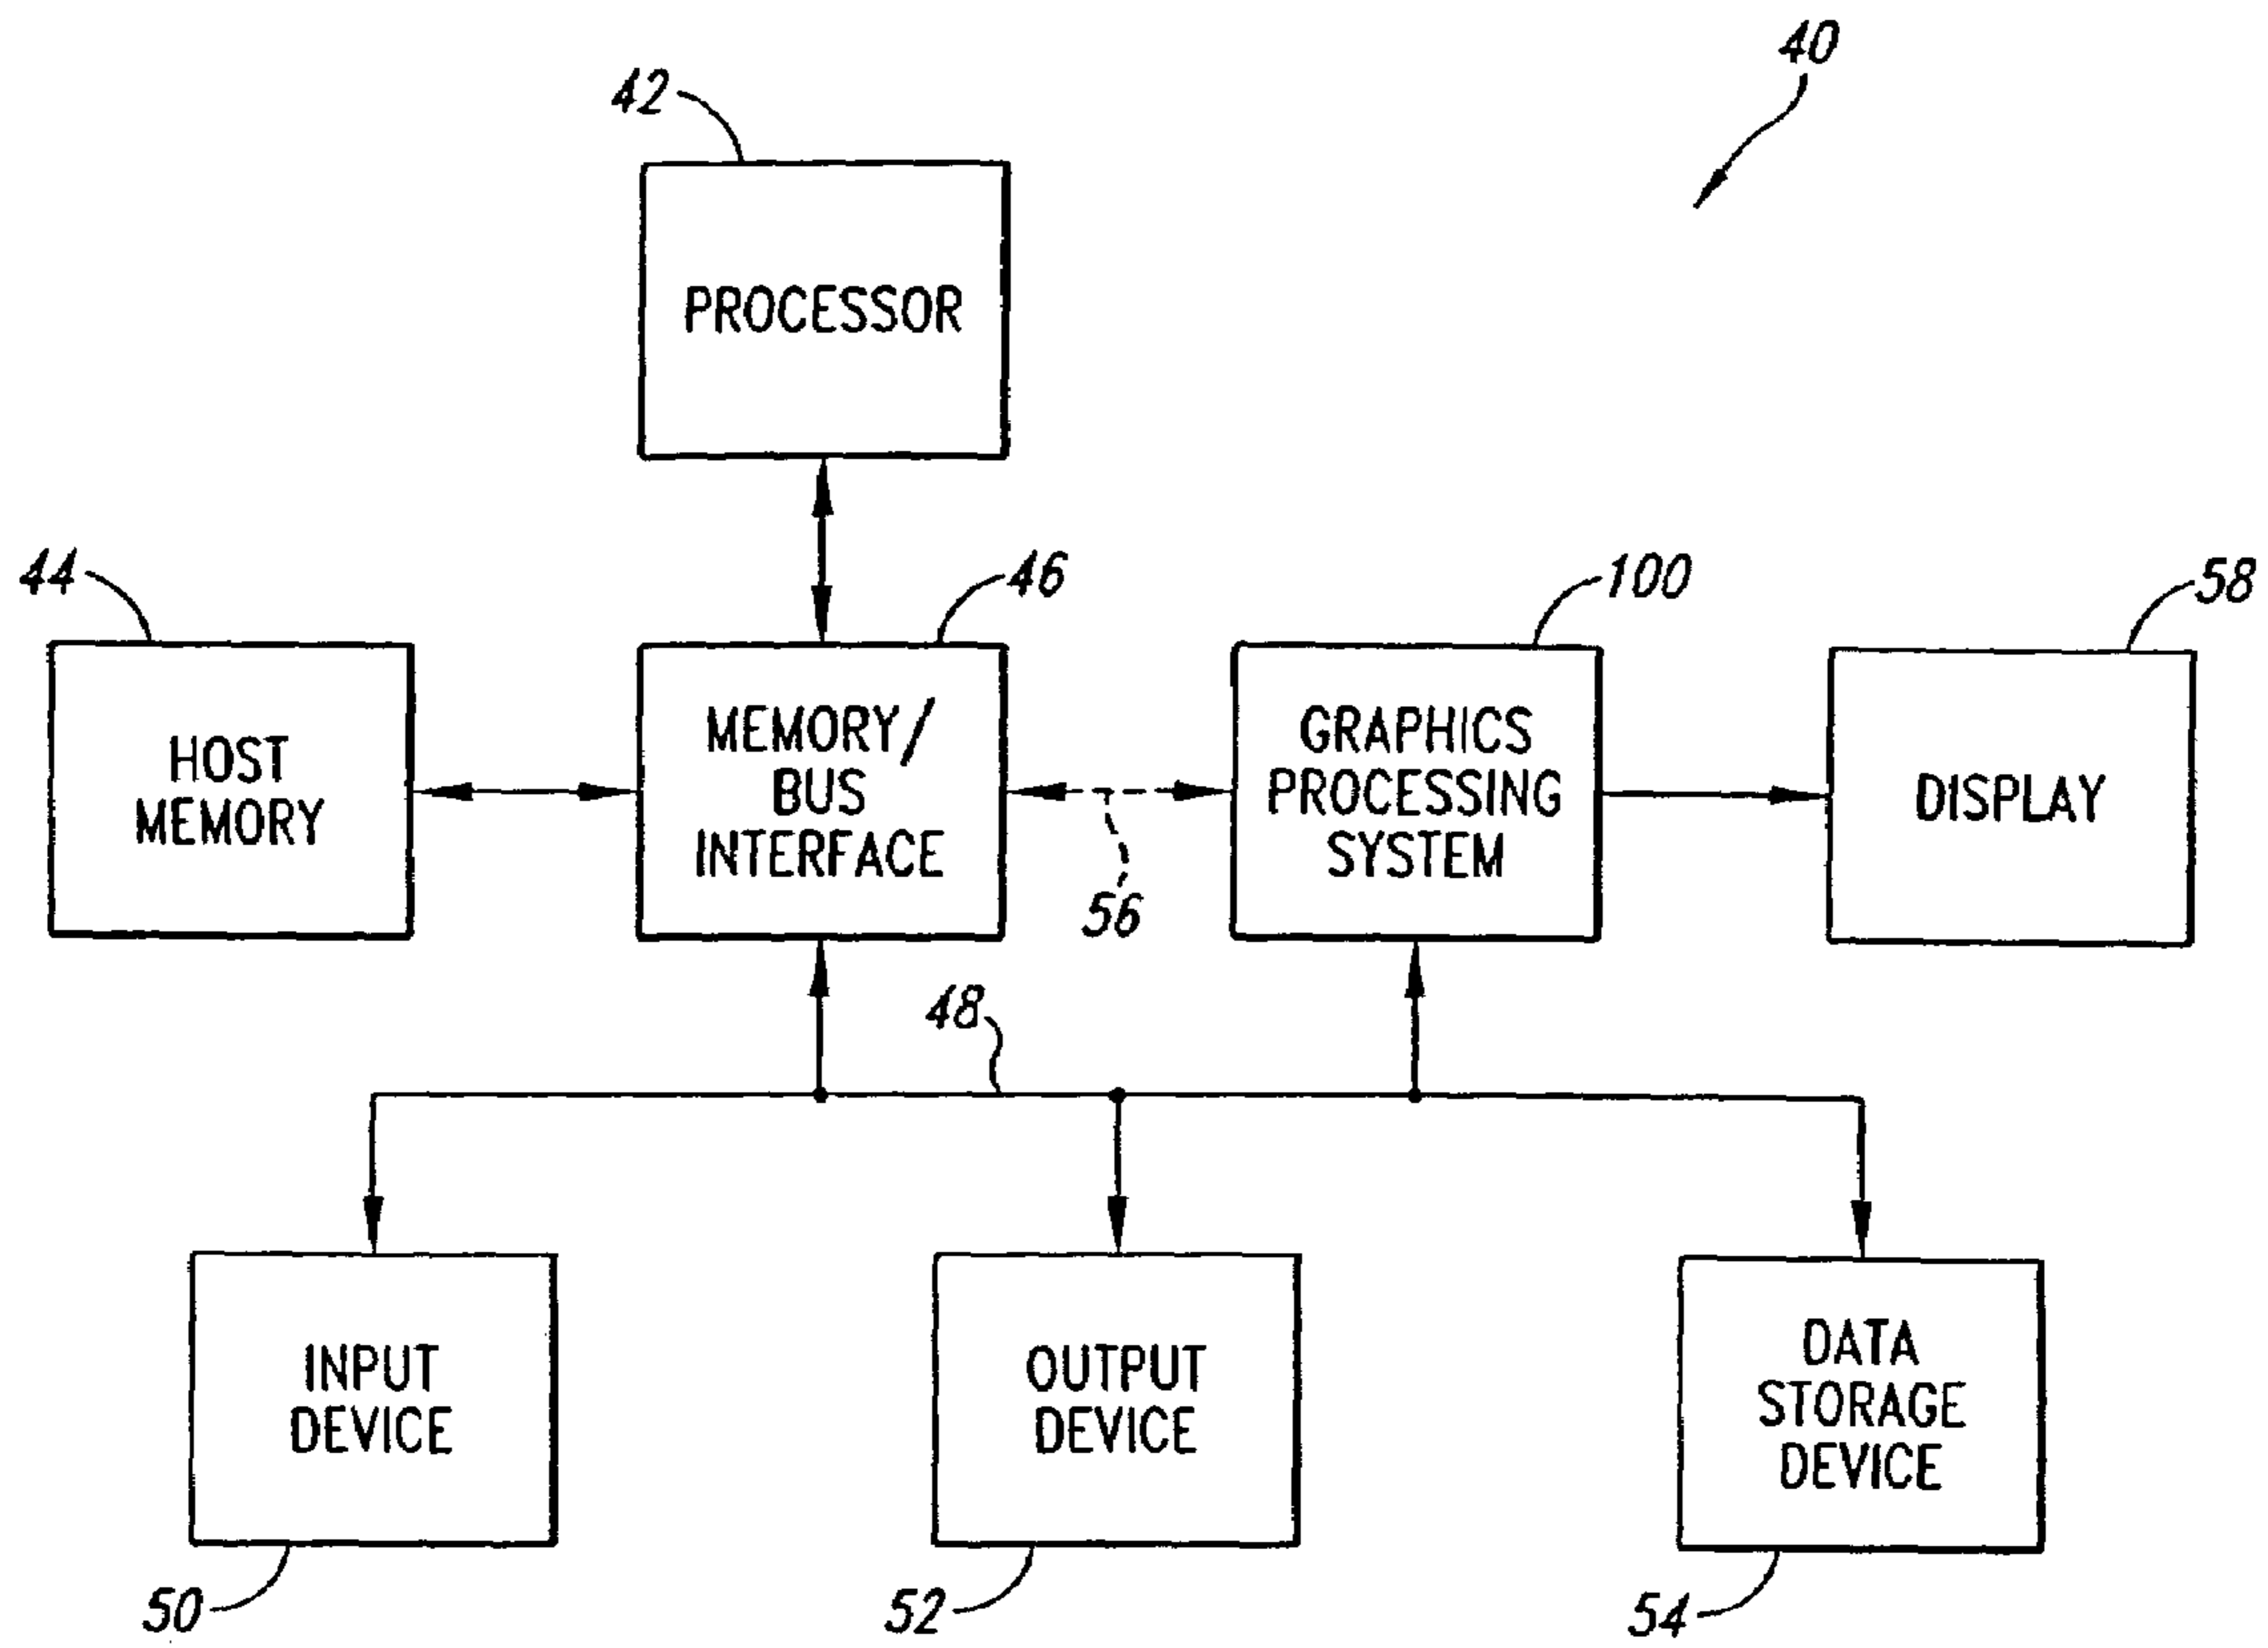 40
42
PROCESSOR
44
46
100
58
HOST
MEMORY
MEMORY/
BUS
INTERFACE
GRAPHICS
PROCESSING
SYSTEM
DISPLAY
56
48
INPUT
DEVICE
OUTPUT
DEVICE
DATA
STORAGE
DEVICE
50
52
54